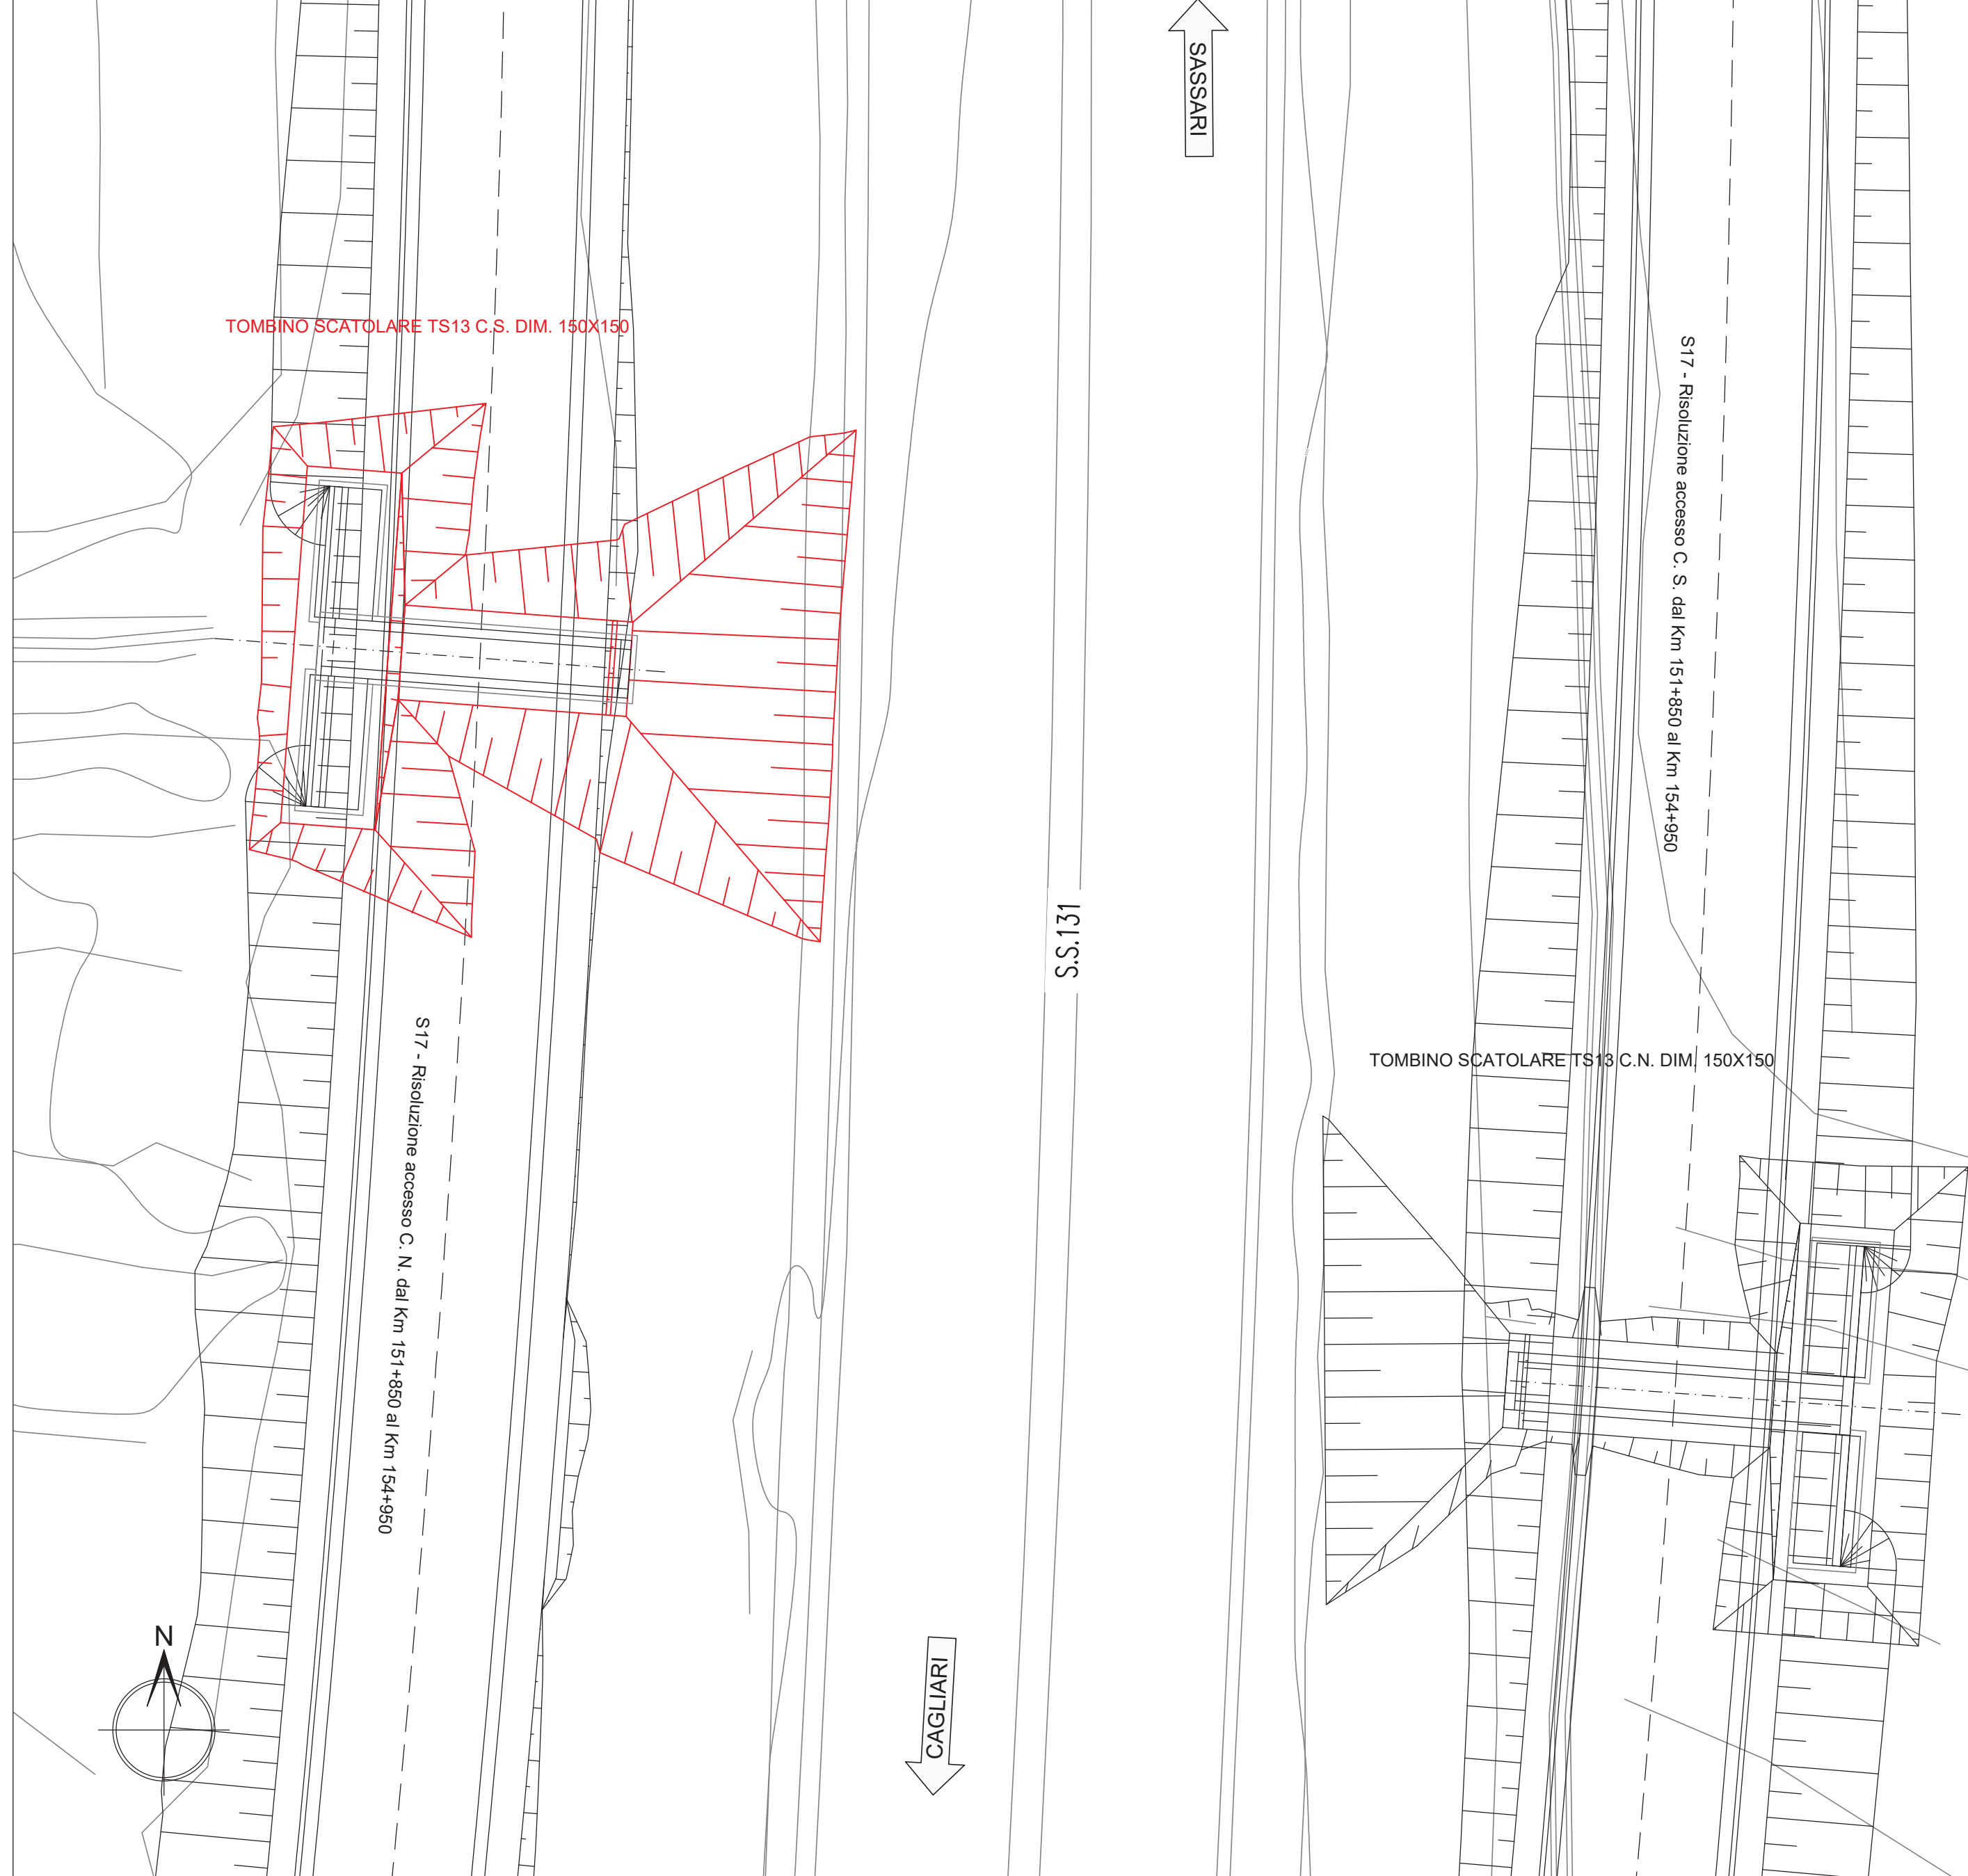 SASSARI
TOMBINO SCATOLARE TS13 C.S. DIM. 150X150
S17 - Risoluzione accesso C. S. dal Km 151+850 al Km 154+950
S.S.131
S17 - Risoluzione accesso C. N. dal Km 151+850 al Km 154+950
TOMBINO SCATOLARE TS13 C.N. DIM. 150X150
N
CAGLIARI